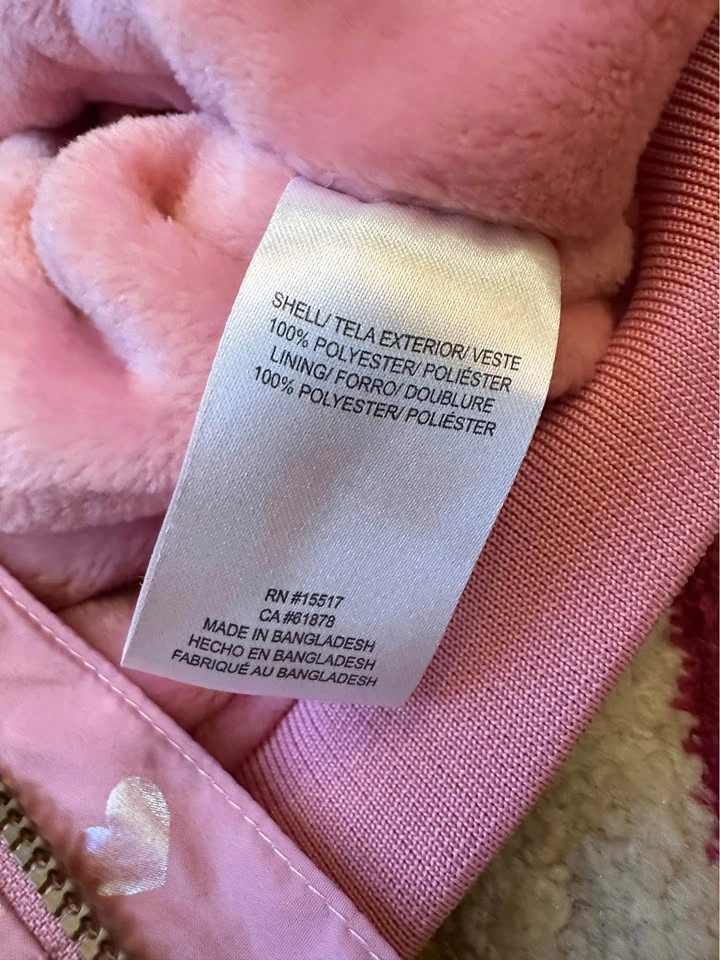 SHELL/ TELA EXTERIOR/ VESTE
100% POLYESTER/ POLIÉSTER
LINING/ FORRO/ DOUBLURE
100% POLYESTER/ POLIÉSTER
RN #15517
CA #61878
MADE IN BANGLADESH
HECHO EN BANGLADESH
FABRIQUÉ AU BANGLADESH